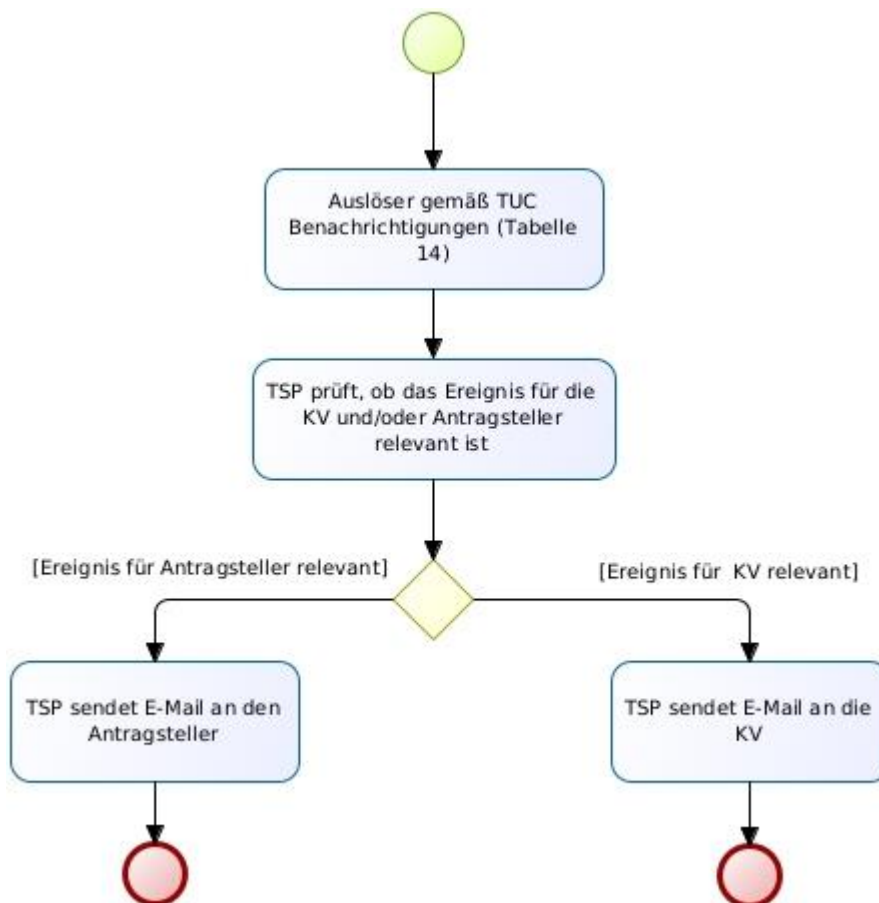 Auslöser gemäß TUC
Benachrichtigungen (Tabelle
14)
TSP prüft, ob das Ereignis für die
KV und/oder Antragsteller
relevant ist
[Ereignis für Antragsteller relevant]
[Ereignis für KV relevant]
TSP sendet E-Mail an den
Antragsteller
TSP sendet E-Mail an die
KV